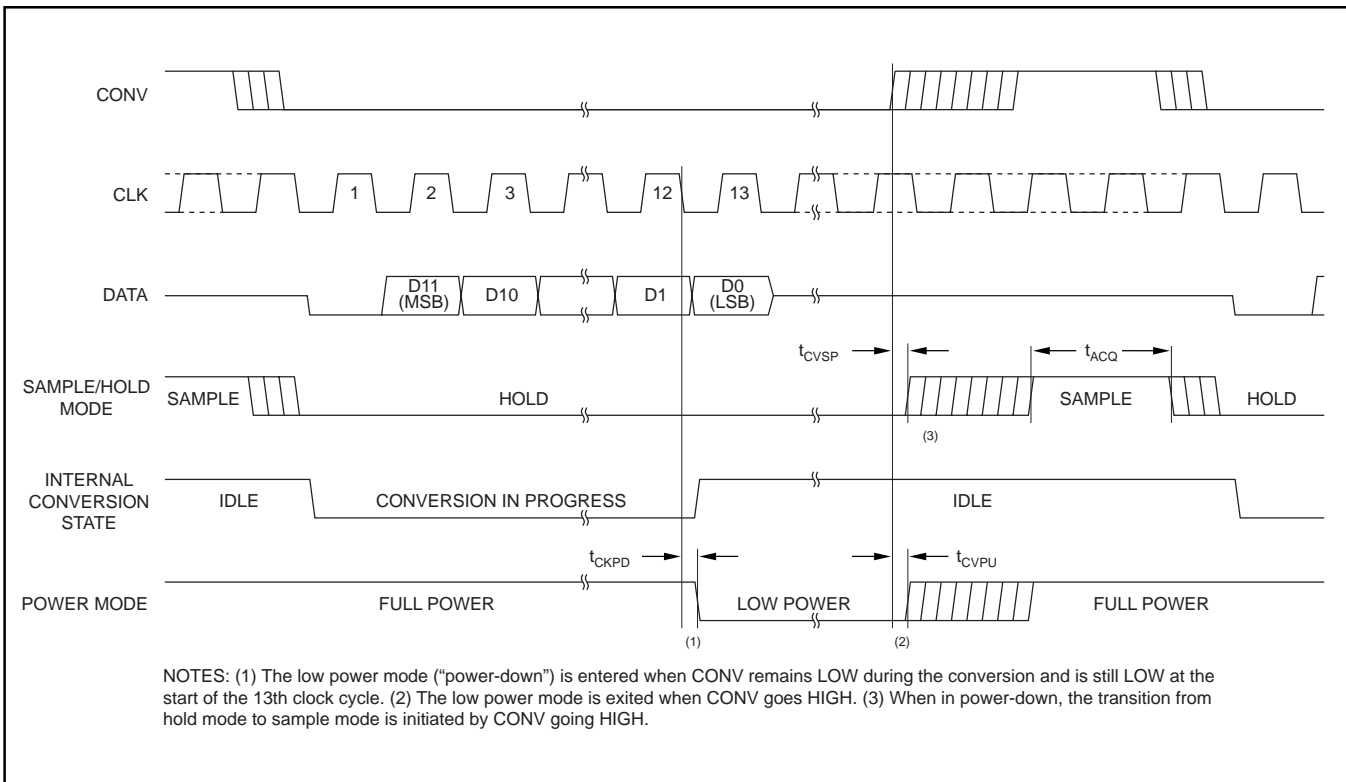 CONV
CLK
1
2
3
12
13
DATA
D11
(MSB)
D10
D1
D0
(LSB)
tCVSP
tACQ
SAMPLE/HOLD
MODE
SAMPLE
HOLD
SAMPLE
HOLD
(3)
INTERNAL
CONVERSION
STATE
IDLE
CONVERSION IN PROGRESS
IDLE
tCKPD
tCVPU
POWER MODE
FULL POWER
LOW POWER
FULL POWER
(1)
(2)
NOTES: (1) The low power mode (“power-down”) is entered when CONV remains LOW during the conversion and is still LOW at the
start of the 13th clock cycle. (2) The low power mode is exited when CONV goes HIGH. (3) When in power-down, the transition from
hold mode to sample mode is initiated by CONV going HIGH.